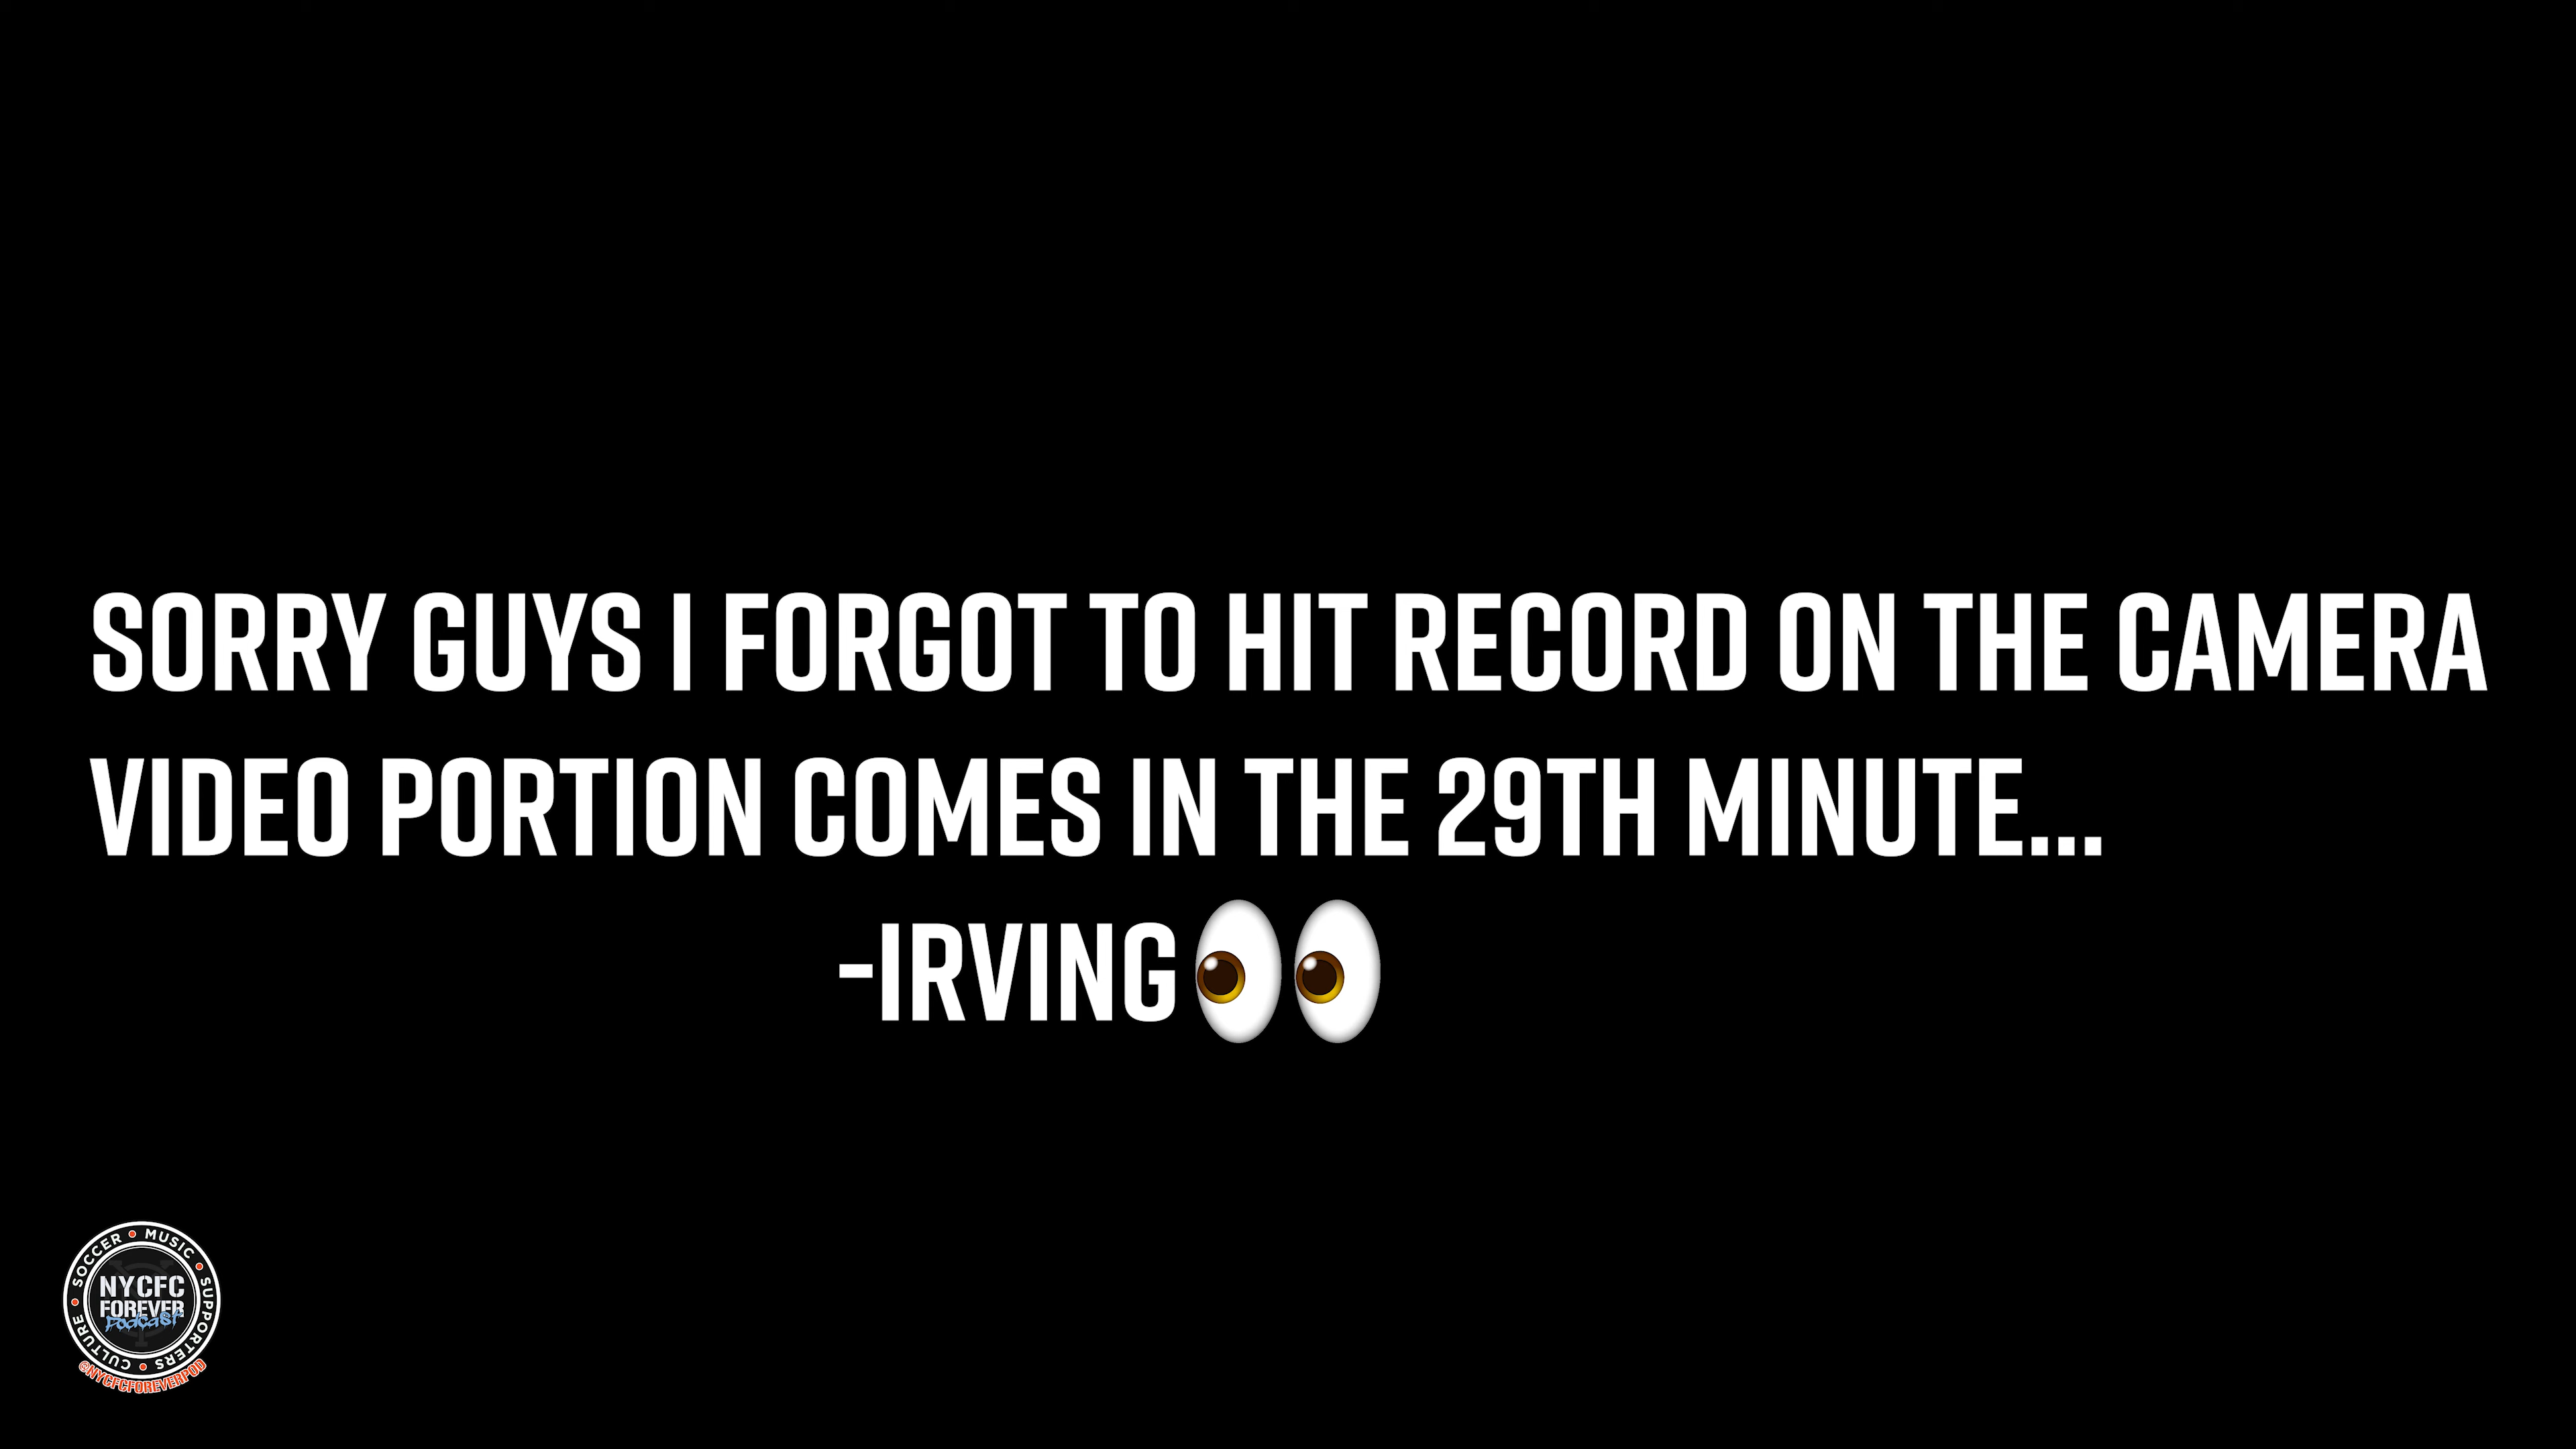 SORRY GUYS I FORGOT TO HIT RECORD ON THE CAMERA
VIDEO PORTION COMES IN THE 29TH MINUTE...
-IRVING👀
SOCCER • MUSIC • SUPPORTERS • CULTURE •
NYCFC
FOREVER
Podcast
@NYCFCFOREVERPOD